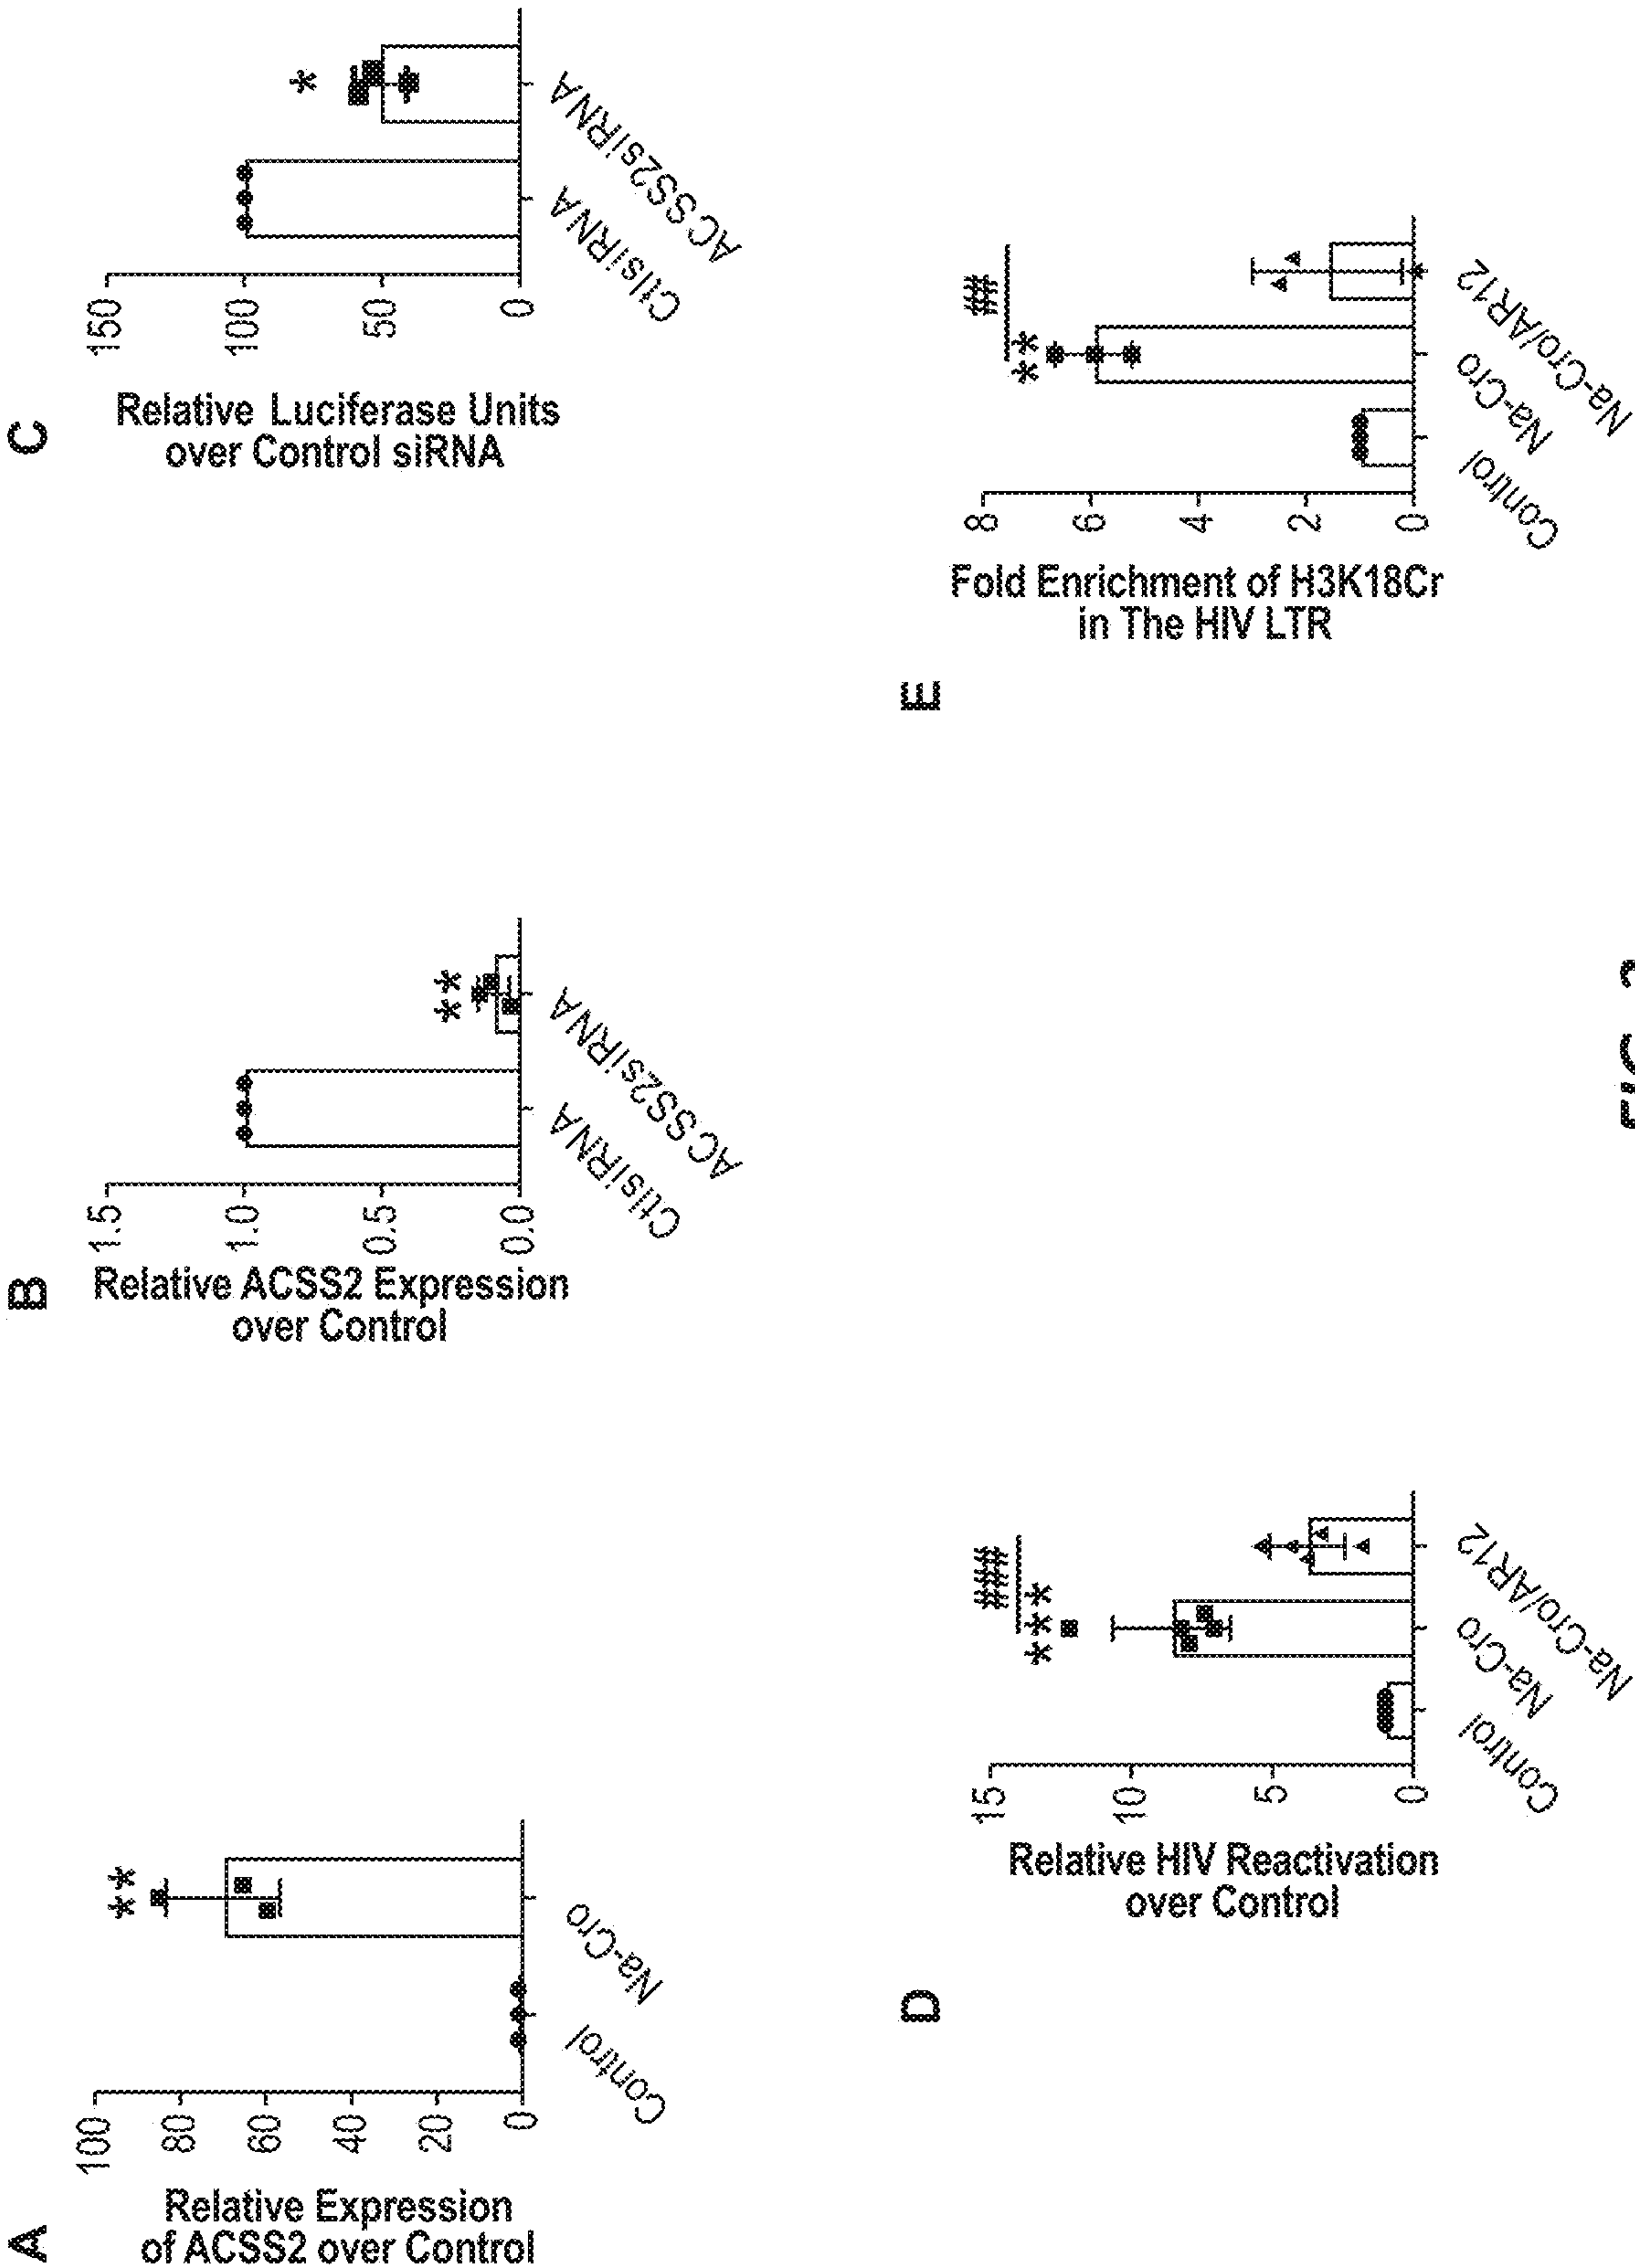 A
Relative Expression
of ACSS2 over Control
100
80
60
40
20
0
**
Control
Na-Cro
B
Relative ACSS2 Expression
over Control
1.5
1.0
0.5
0.0
**
CtlsiRNA
ACSS2siRNA
C
Relative Luciferase Units
over Control siRNA
150
100
50
0
*
CtlsiRNA
ACSS2siRNA
D
Relative HIV Reactivation
over Control
15
10
5
0
***
###
Control
Na-Cro
Na-Cro/AR12
E
Fold Enrichment of H3K18Cr
in The HIV LTR
8
6
4
2
0
**
##
Control
Na-Cro
Na-Cro/AR12